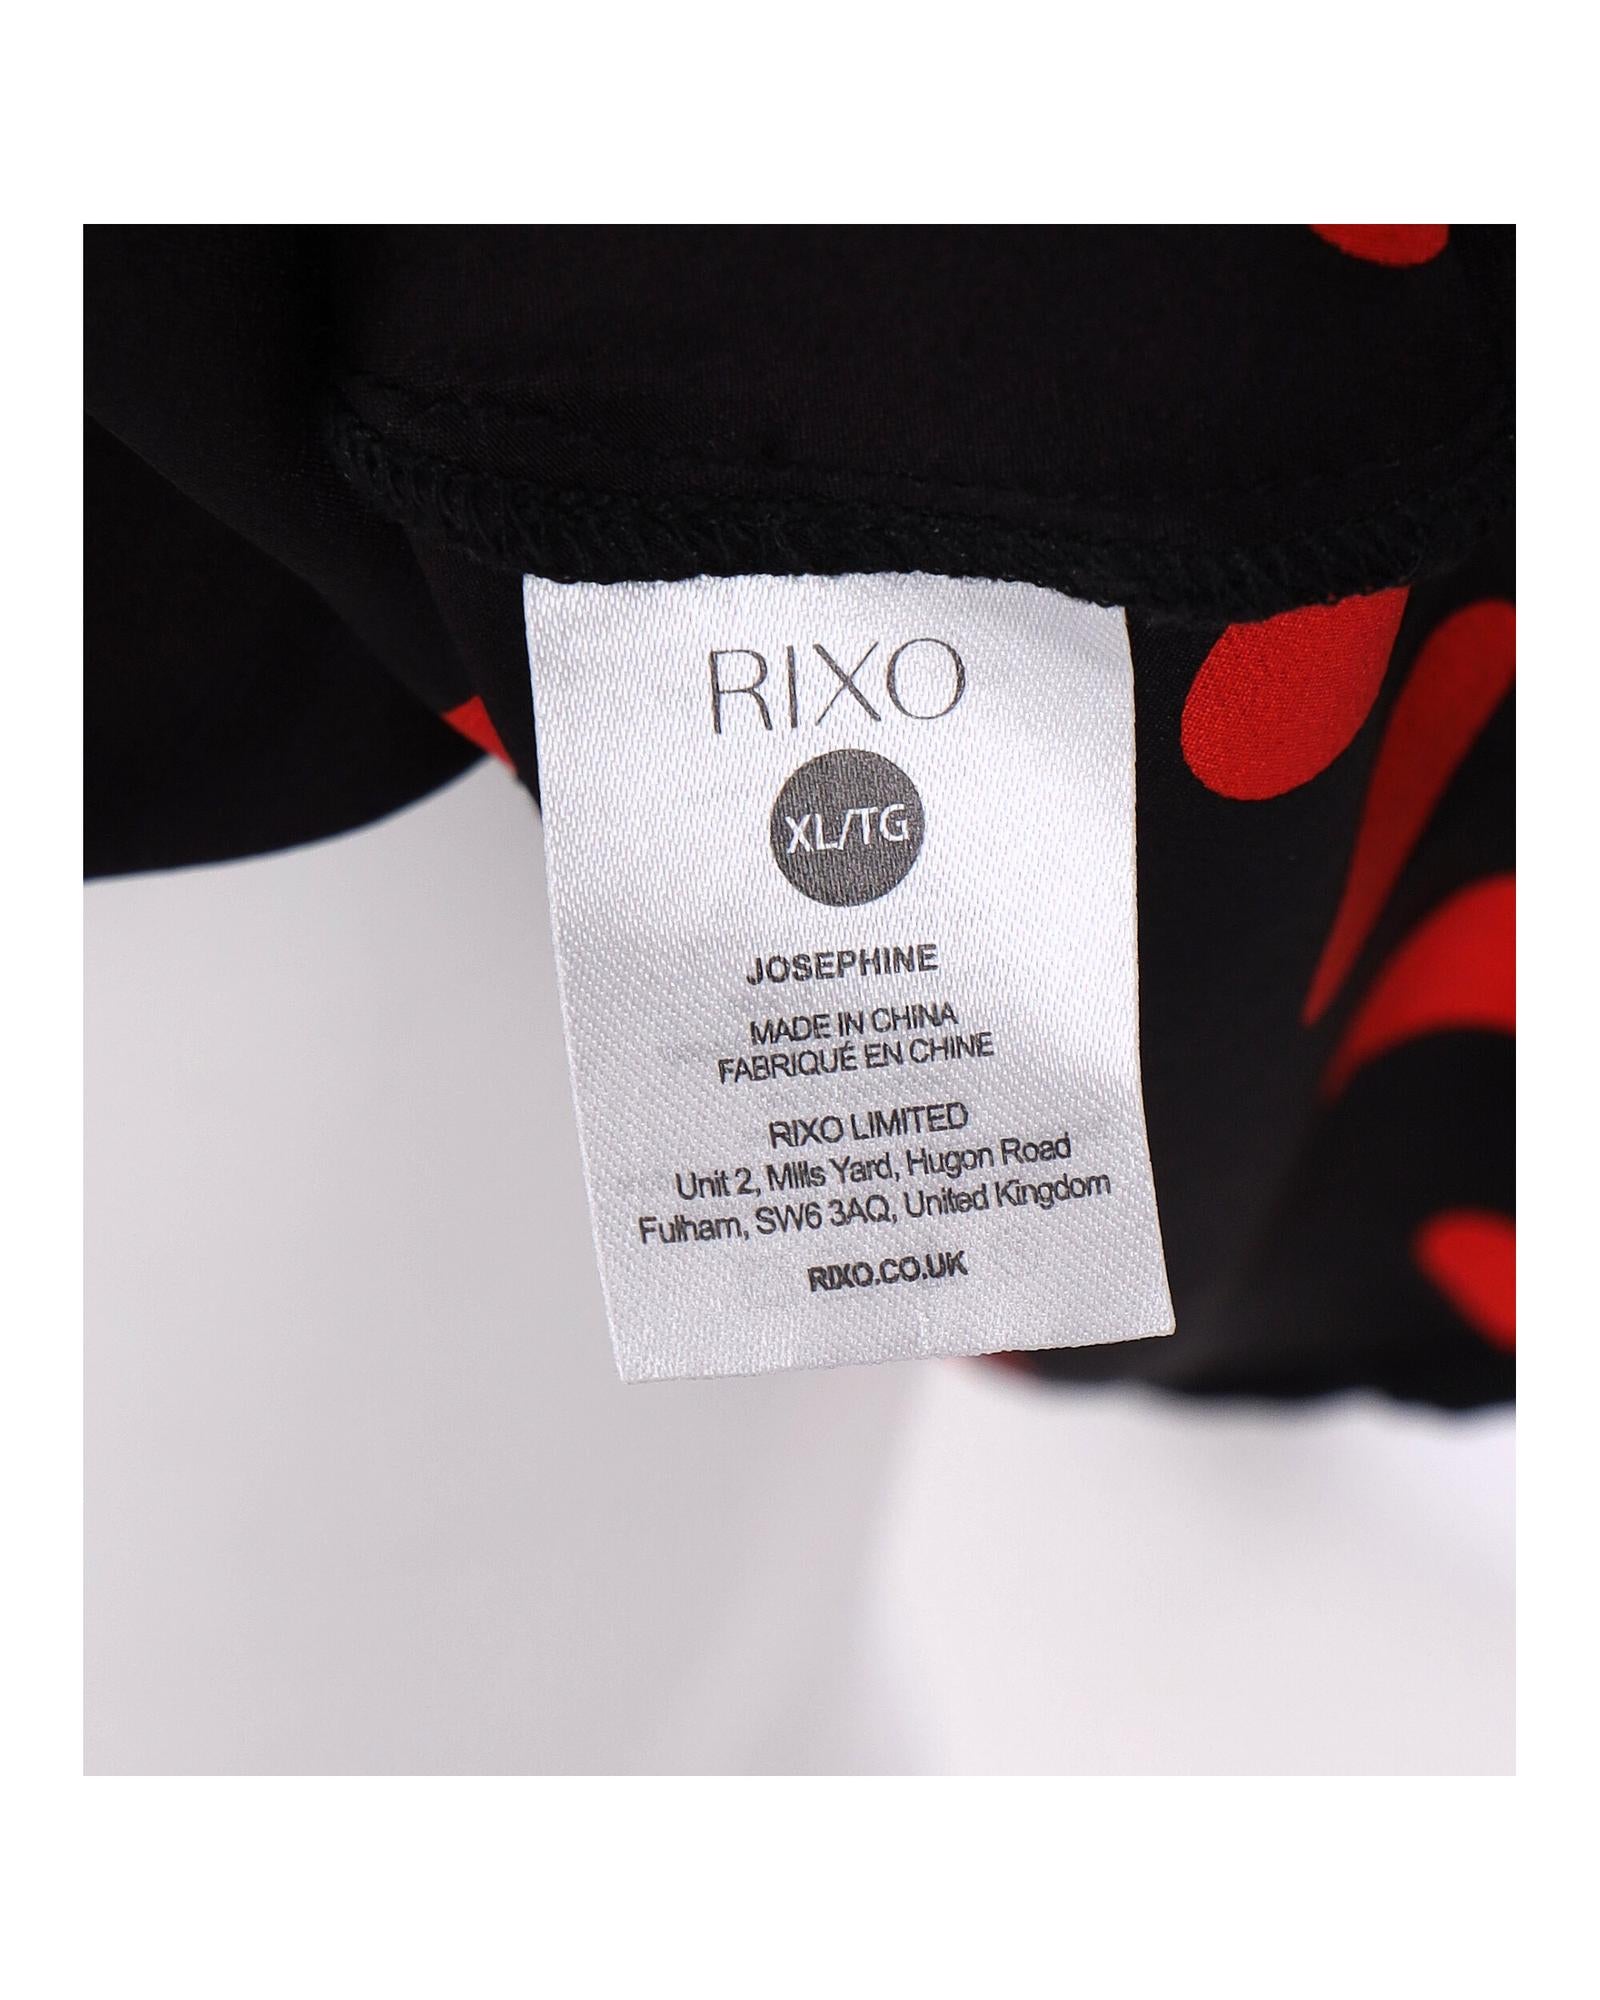 RIXO
XL/TG
JOSEPHINE
MADE IN CHINA
FABRIQUÉ EN CHINE
RIXO LIMITED
Unit 2, Mills Yard, Hugon Road
Fulham, SW6 3AQ, United Kingdom
RIXO.CO.UK